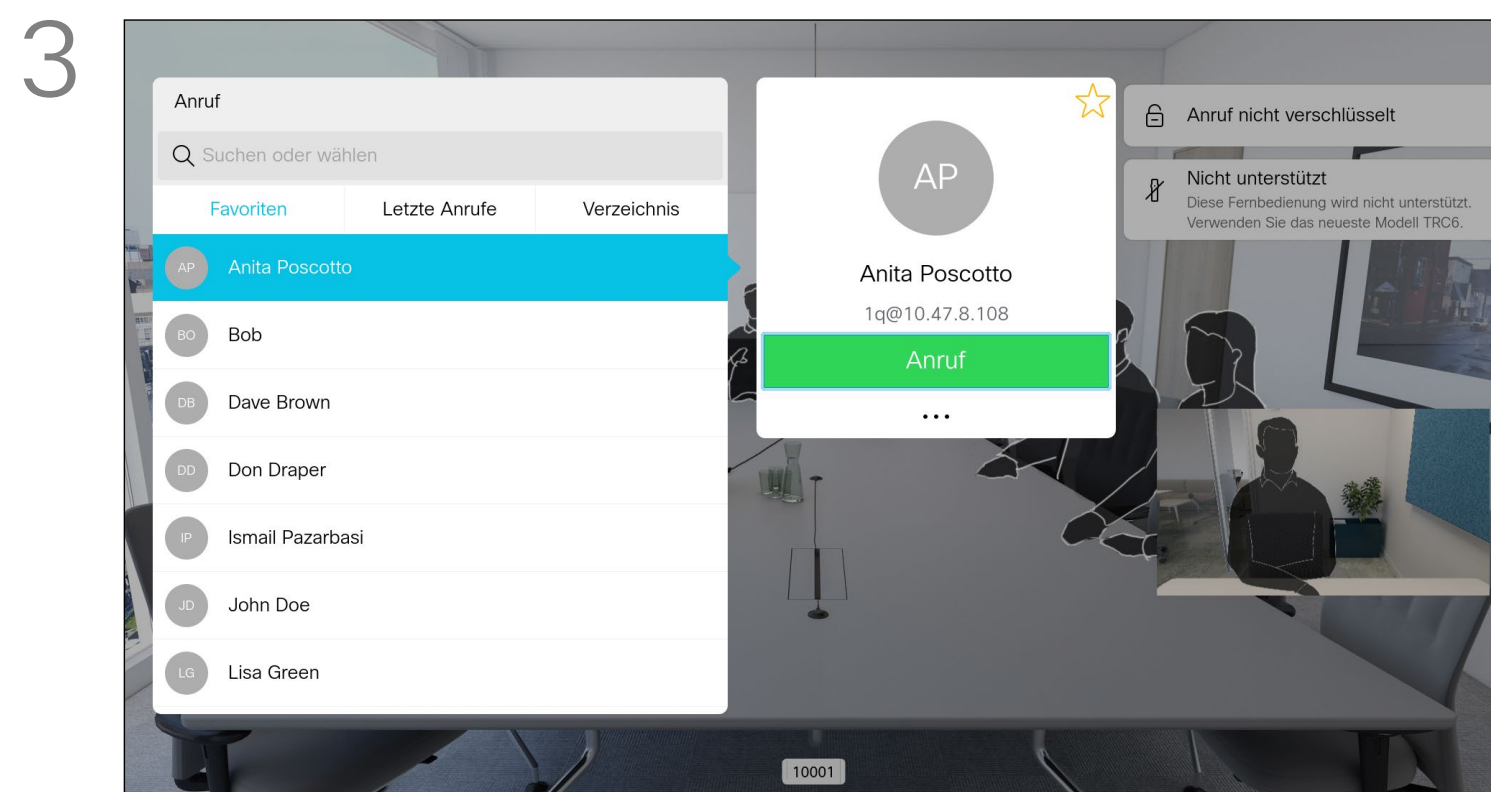 3
Anruf
Suchen oder wählen
Favoriten Letzte Anrufe Verzeichnis
AP Anita Poscotto
BO Bob
DB Dave Brown
DD Don Draper
IP Ismail Pazarbasi
JD John Doe
LG Lisa Green
AP
Anita Poscotto
1q@10.47.8.108
Anruf
...
Anruf nicht verschlüsselt
Nicht unterstützt
Diese Fernbedienung wird nicht unterstützt.
Verwenden Sie das neueste Modell TRC6.
10001